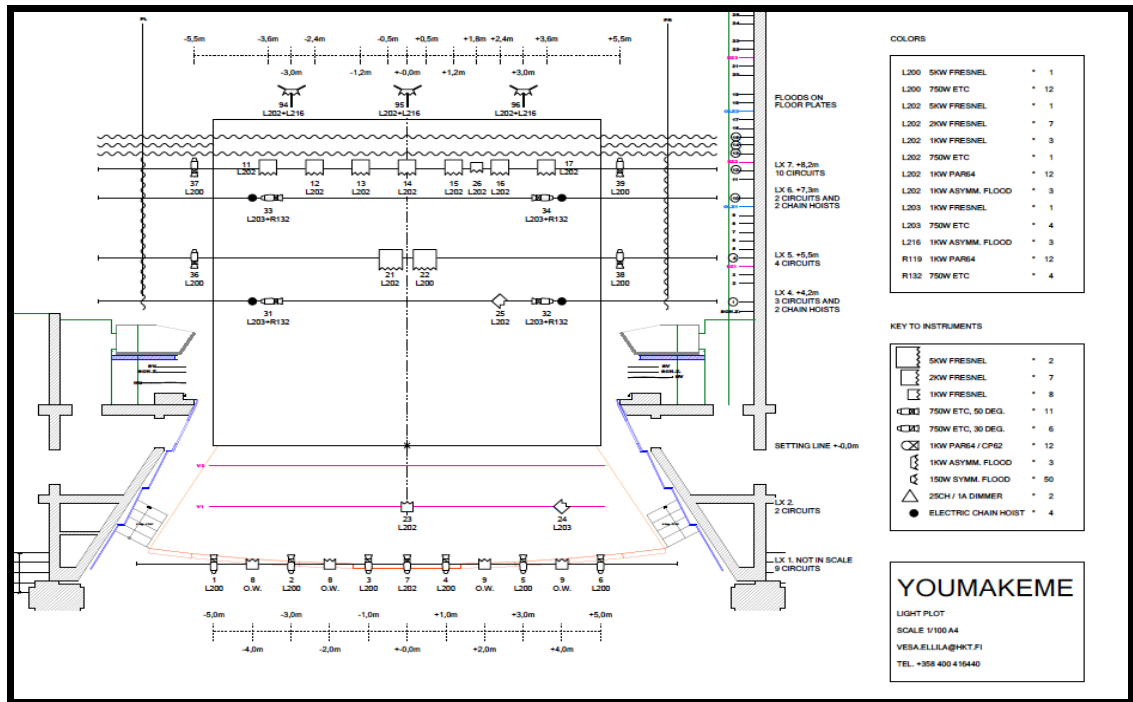 PL
PR
-5,5m -3,6m -2,4m -0,5m +0,5m +1,8m +2,4m +3,6m +5,5m
-3,0m -1,2m +-0,0m +1,2m +3,0m
94 95 96
L202+L216 L202+L216 L202+L216
FLOODS ON
FLOOR PLATES
11 17
L202 L202
37 12 13 14 15 26 16 39
L200 L202 L202 L202 L202 L202 L202 L200
LX 7. +8,2m
10 CIRCUITS
33 34
L203+R132 L203+R132
LX 6. +7,3m
2 CIRCUITS AND
2 CHAIN HOISTS
36 21 22 38
L200 L202 L200 L200
LX 5. +5,5m
4 CIRCUITS
31 25 32
L203+R132 L202 L203+R132
LX 4. +4,2m
3 CIRCUITS AND
2 CHAIN HOISTS
SETTING LINE +-0,0m
V2
V1
23 24
L202 L203
LX 2.
2 CIRCUITS
LX 1. NOT IN SCALE
9 CIRCUITS
1 8 2 8 3 7 4 9 5 9 6
L200 O.W. L200 O.W. L200 L202 L200 O.W. L200 O.W. L200
-5,0m -3,0m -1,0m +1,0m +3,0m +5,0m
-4,0m -2,0m +-0,0m +2,0m +4,0m
COLORS
L200 5KW FRESNEL * 1
L200 750W ETC * 12
L202 5KW FRESNEL * 1
L202 2KW FRESNEL * 7
L202 1KW FRESNEL * 3
L202 750W ETC * 1
L202 1KW PAR64 * 12
L202 1KW ASYMM. FLOOD * 3
L203 1KW FRESNEL * 1
L203 750W ETC * 4
L216 1KW ASYMM. FLOOD * 3
R119 1KW PAR64 * 12
R132 750W ETC * 4
KEY TO INSTRUMENTS
5KW FRESNEL * 2
2KW FRESNEL * 7
1KW FRESNEL * 8
750W ETC, 50 DEG. * 11
750W ETC, 30 DEG. * 6
1KW PAR64 / CP62 * 12
1KW ASYMM. FLOOD * 3
150W SYMM. FLOOD * 50
25CH / 1A DIMMER * 2
ELECTRIC CHAIN HOIST * 4
YOUMAKEME
LIGHT PLOT
SCALE 1/100 A4
VESA.ELLILA@HKT.FI
TEL. +358 400 416440